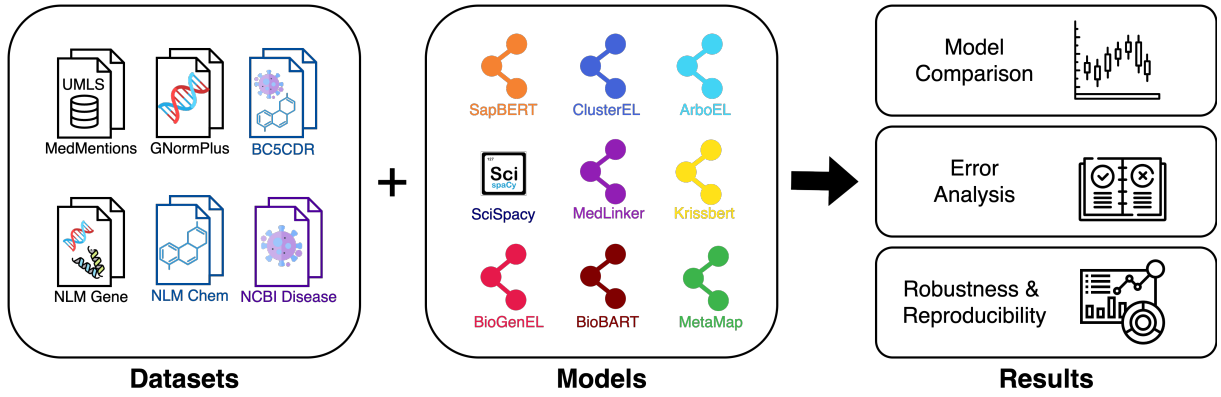 UMLS
MedMentions
GNormPlus
BC5CDR
NLM Gene
NLM Chem
NCBI Disease
Datasets
+
SapBERT
ClusterEL
ArboEL
127
Sci
spaCy
SciSpacy
MedLinker
Krissbert
BioGenEL
BioBART
MetaMap
Models
Model
Comparison
Error
Analysis
Robustness &
Reproducibility
Results